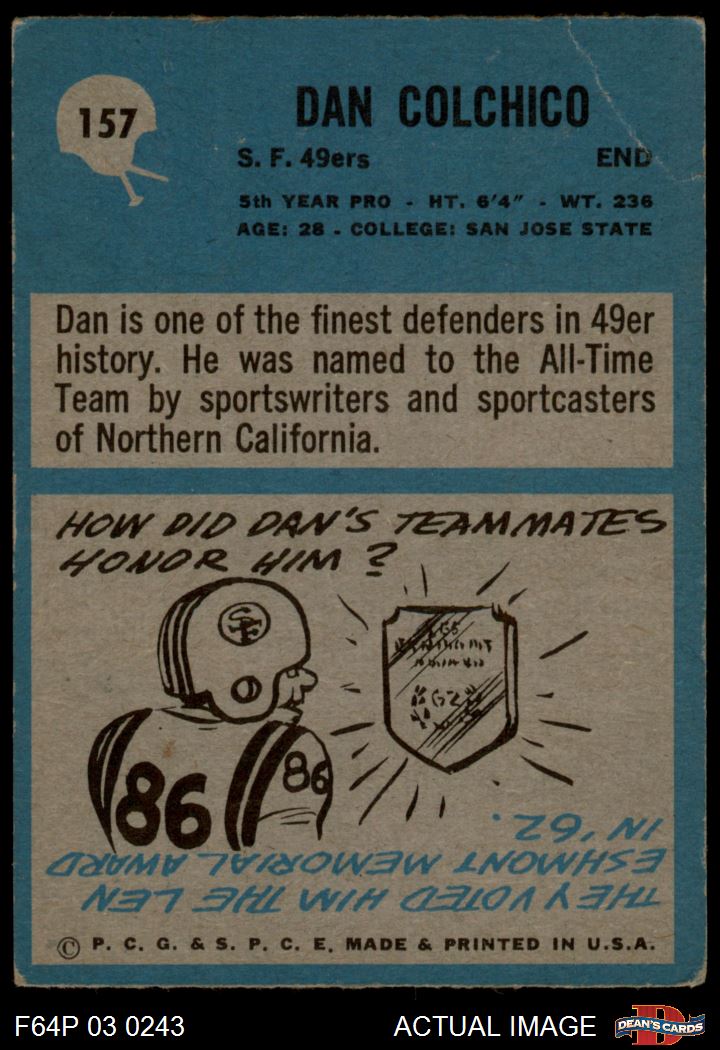 157
DAN COLCHICO
S. F. 49ers END
5th YEAR PRO - HT. 6'4" - WT. 236
AGE: 28 - COLLEGE: SAN JOSE STATE
Dan is one of the finest defenders in 49er
history. He was named to the All-Time
Team by sportswriters and sportcasters
of Northern California.
HOW DID DAN'S TEAMMATES
HONOR HIM?
SF
'62
86
86
THEY VOTED HIM THE LEN
ESHMONT MEMORIAL AWARD
IN '62.
© P. C. G. & S. P. C. E. MADE & PRINTED IN U.S.A.
F64P 03 0243
ACTUAL IMAGE
D
DEAN'S CARDS